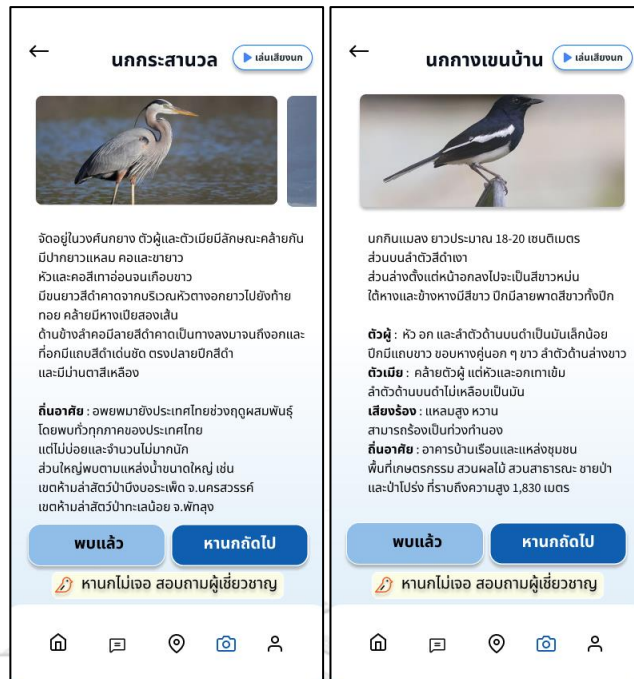 นกกระสานวล
เล่นเสียงนก
จัดอยู่ในวงศ์นกยาง ตัวผู้และตัวเมียมีลักษณะคล้ายกัน
มีปากยาวแหลม คอและขายาว
หัวและคอสีเทาอ่อนจนเกือบขาว
มีขนยาวสีดำคาดจากบริเวณหัวตางอกยาวไปยังท้าย
ทอย คล้ายมีหางเปียสองเส้น
ด้านข้างลำคอมีลายสีดำคาดเป็นทางลงมาจนถึงอกและ
ที่อกมีแถบสีดำเด่นชัด ตรงปลายปีกสีดำ
และมีม่านตาสีเหลือง
ถิ่นอาศัย : อพยพมายังประเทศไทยช่วงฤดูผสมพันธุ์
โดยพบทั่วทุกภาคของประเทศไทย
แต่ไม่บ่อยและจำนวนไม่มากนัก
ส่วนใหญ่พบตามแหล่งน้ำขนาดใหญ่ เช่น
เขตห้ามล่าสัตว์ป่าบึงบอระเพ็ด จ.นครสวรรค์
เขตห้ามล่าสัตว์ป่าทะเลน้อย จ.พัทลุง
พบแล้ว
หานกถัดไป
หานกไม่เจอ สอบถามผู้เชี่ยวชาญ
นกกางเขนบ้าน
เล่นเสียงนก
นกกินแมลง ยาวประมาณ 18-20 เซนติเมตร
ส่วนบนลำตัวสีดำเงา
ส่วนล่างตั้งแต่หน้าอกลงไปจะเป็นสีขาวหม่น
ใต้หางและข้างหางมีสีขาว ปีกมีลายพาดสีขาวทั้งปีก
ตัวผู้ : หัว อก และลำตัวด้านบนดำเป็นมันเล็กน้อย
ปีกมีแถบขาว ขอบหางคู่นอก ๆ ขาว ลำตัวด้านล่างขาว
ตัวเมีย : คล้ายตัวผู้ แต่หัวและอกเทาเข้ม
ลำตัวด้านบนดำไม่เหลือบเป็นมัน
เสียงร้อง : แหลมสูง หวาน
สามารถร้องเป็นท่วงทำนอง
ถิ่นอาศัย : อาคารบ้านเรือนและแหล่งชุมชน
พื้นที่เกษตรกรรม สวนผลไม้ สวนสาธารณะ ชายป่า
และป่าโปร่ง ที่ราบถึงความสูง 1,830 เมตร
พบแล้ว
หานกถัดไป
หานกไม่เจอ สอบถามผู้เชี่ยวชาญ